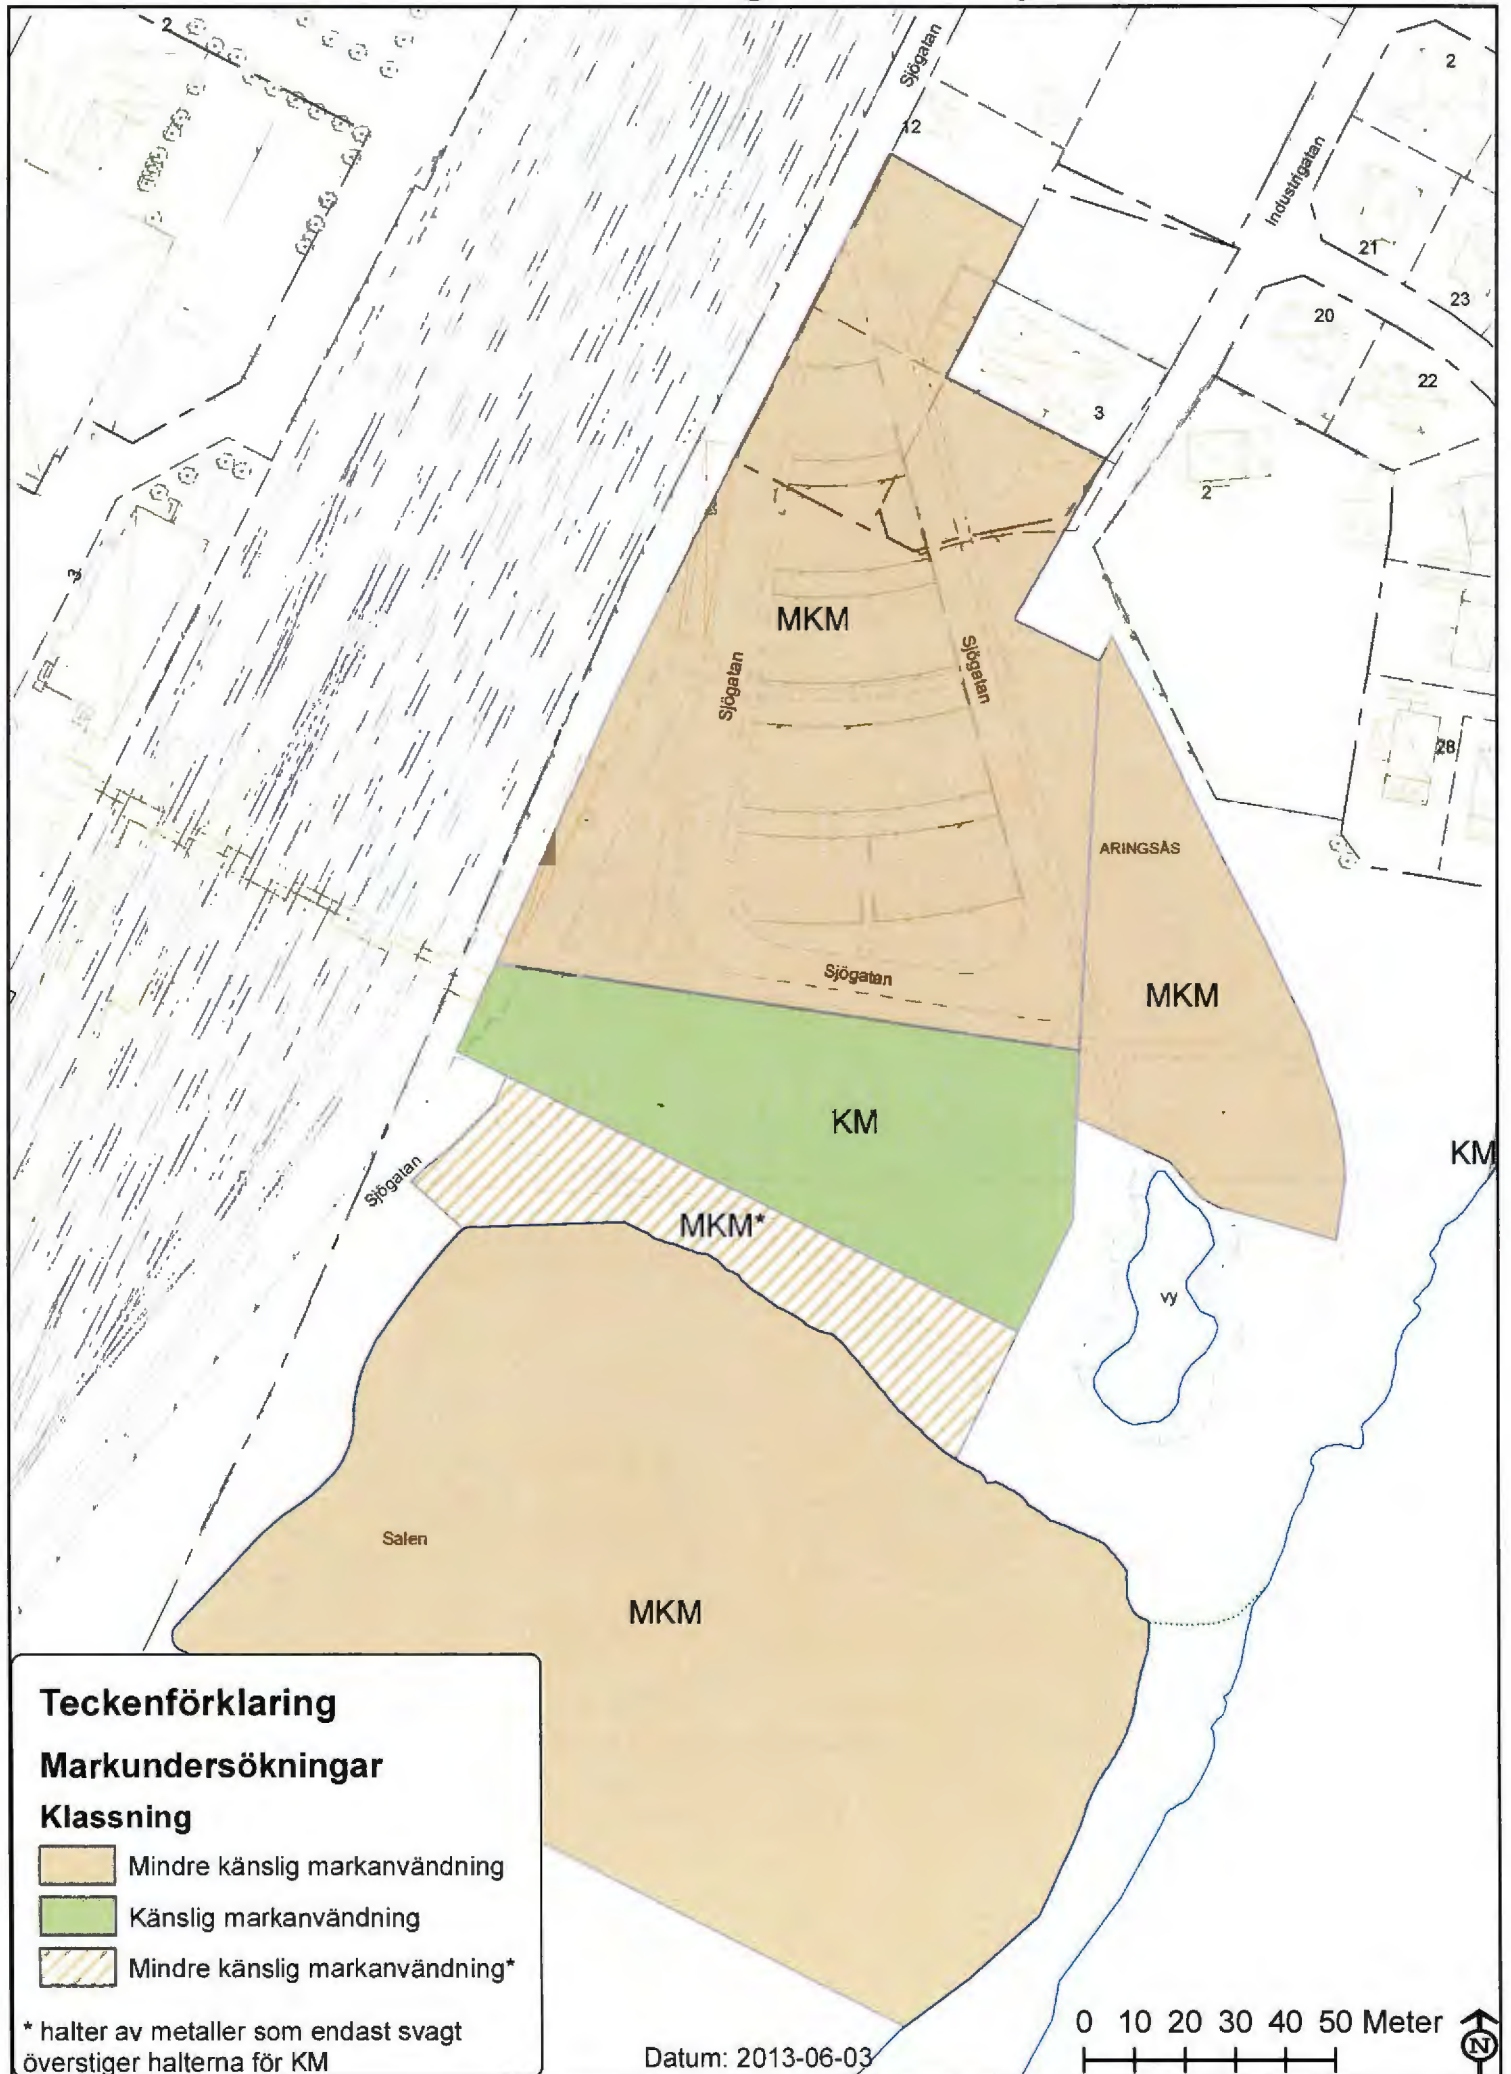 2
Sjögatan
2
12
Industrigatan
21
23
20
22
3
2
3
MKM
Sjögatan
Sjögatan
28
ARINGSÅS
Sjögatan
MKM
KM
KM
Sjögatan
MKM*
vy
Salen
MKM
Teckenförklaring
Markundersökningar
Klassning
Mindre känslig markanvändning
Känslig markanvändning
Mindre känslig markanvändning*
* halter av metaller som endast svagt
överstiger halterna för KM
Datum: 2013-06-03
0 10 20 30 40 50 Meter
N